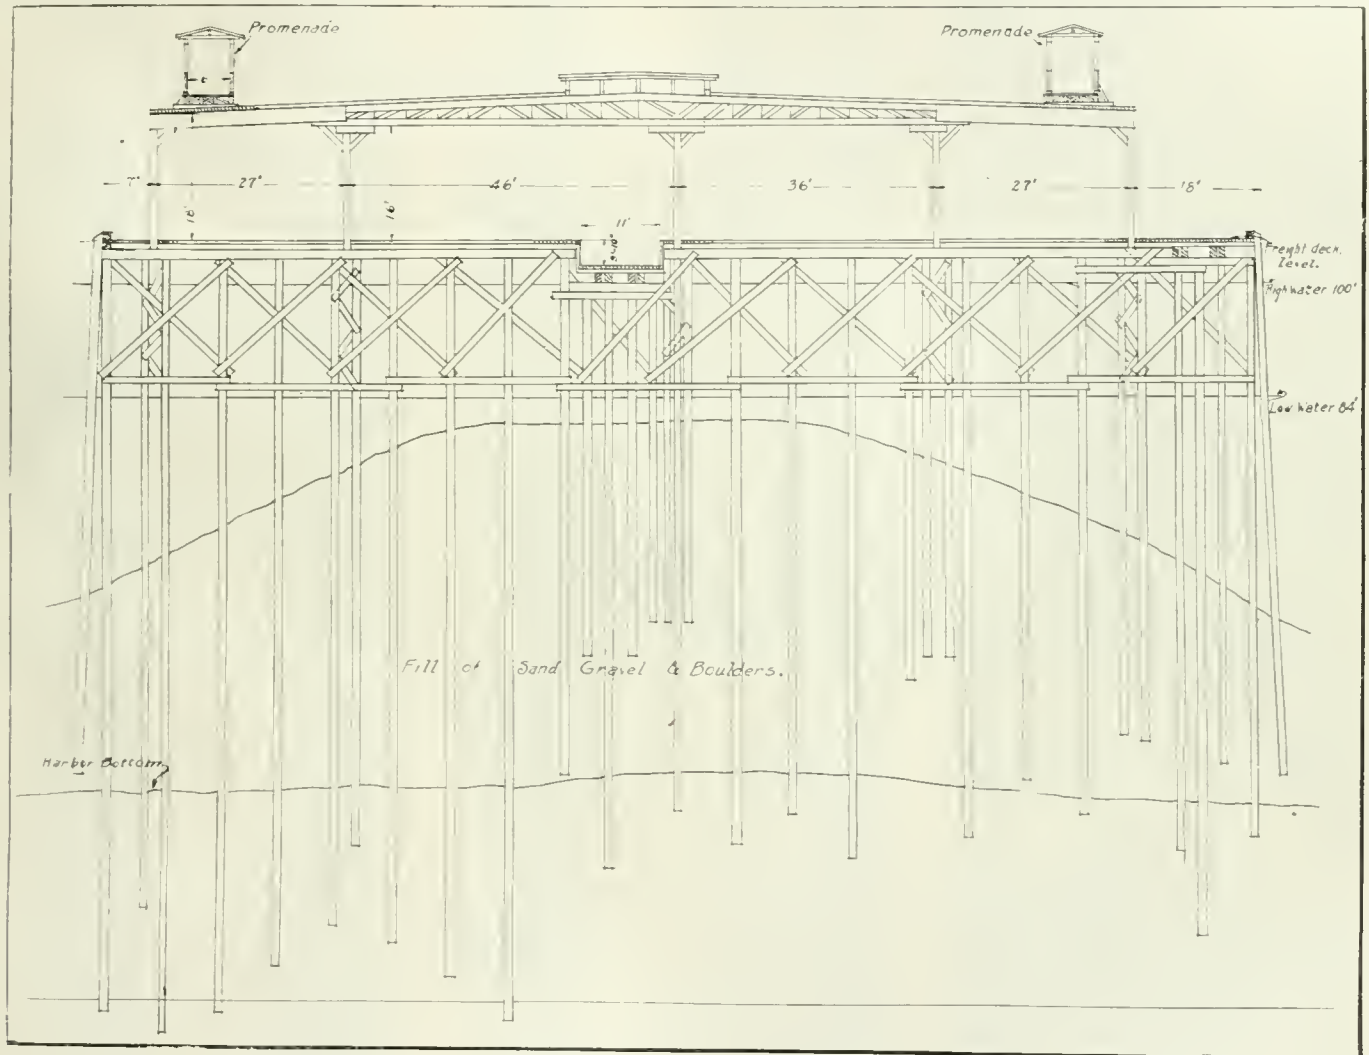 Promenade
Promenade
7' 27' 46' 36' 27' 18'
18'
16'
11'
Freight deck
level.
High water 100'
Low Water 84'
Fill of Sand Gravel & Boulders.
Harbor Bottom